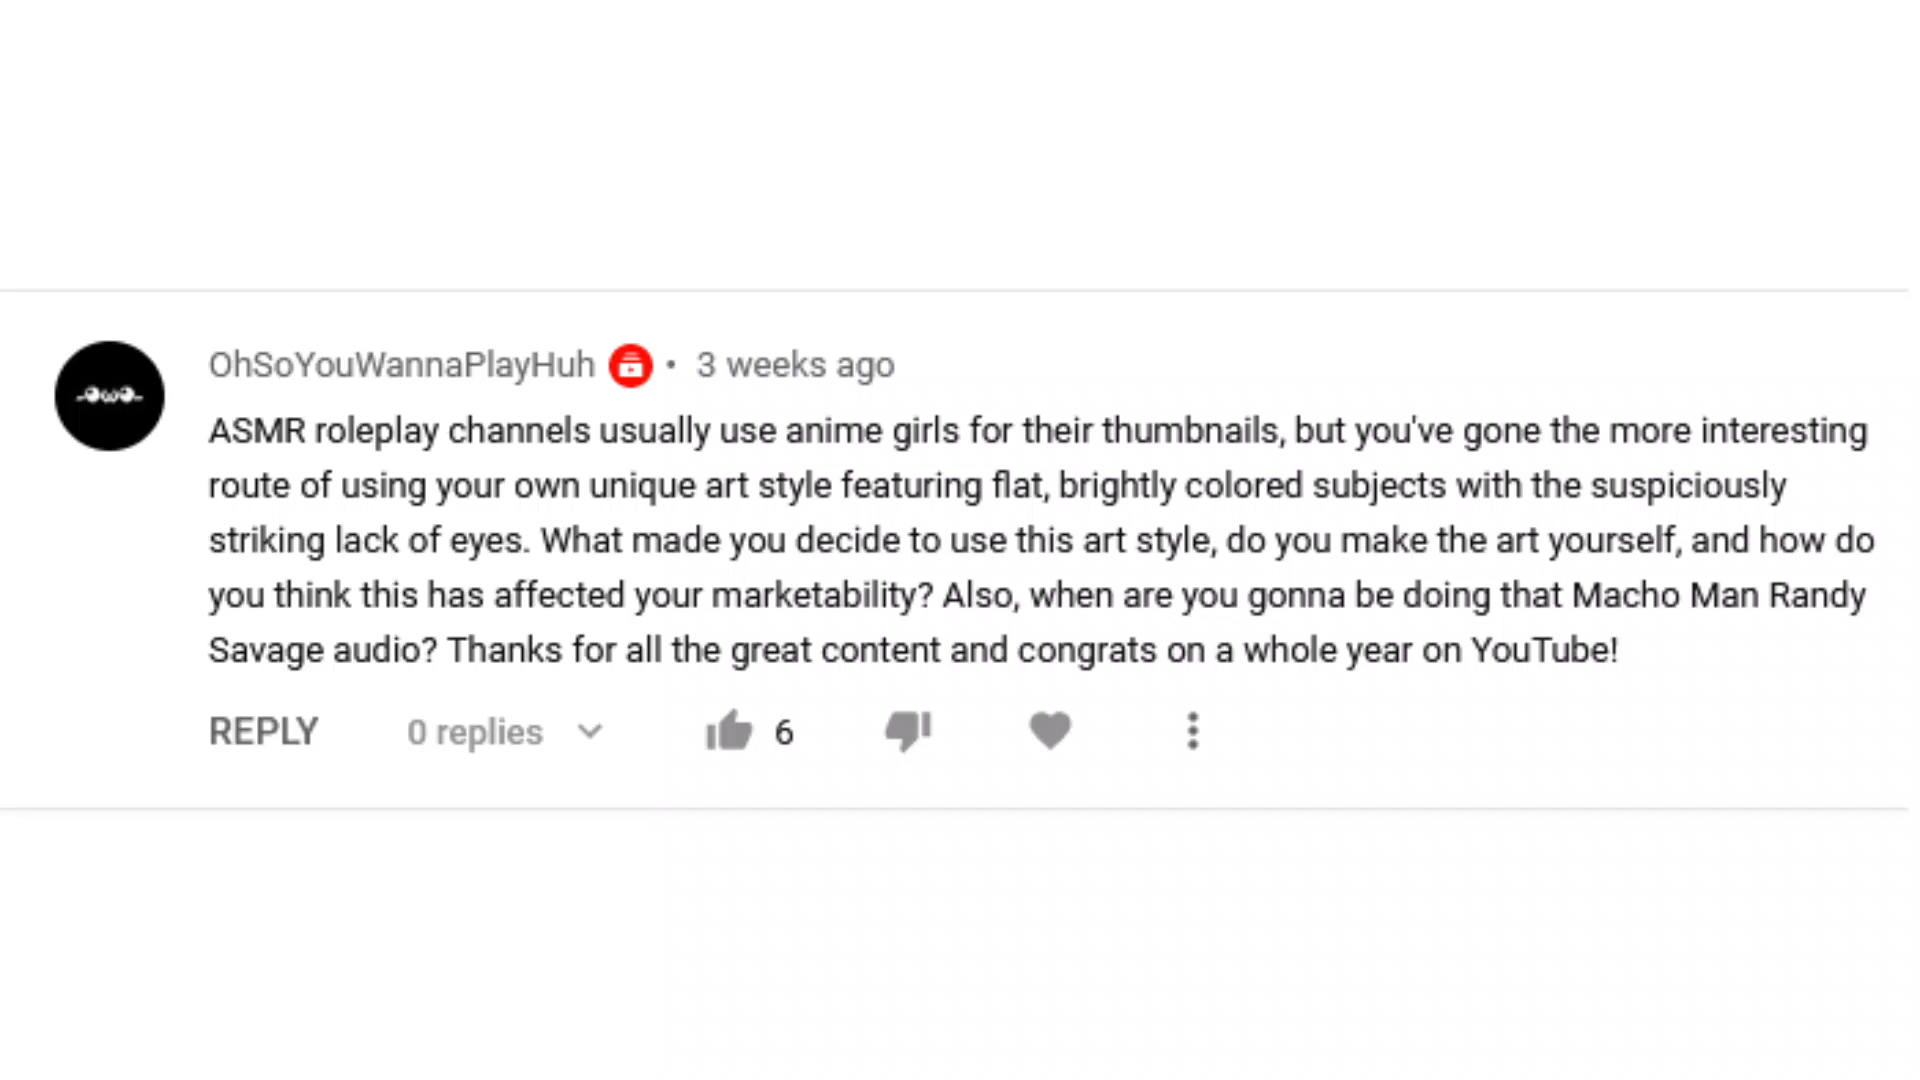 OhSoYouWannaPlayHuh • 3 weeks ago
ASMR roleplay channels usually use anime girls for their thumbnails, but you've gone the more interesting
route of using your own unique art style featuring flat, brightly colored subjects with the suspiciously
striking lack of eyes. What made you decide to use this art style, do you make the art yourself, and how do
you think this has affected your marketability? Also, when are you gonna be doing that Macho Man Randy
Savage audio? Thanks for all the great content and congrats on a whole year on YouTube!
REPLY 0 replies 6